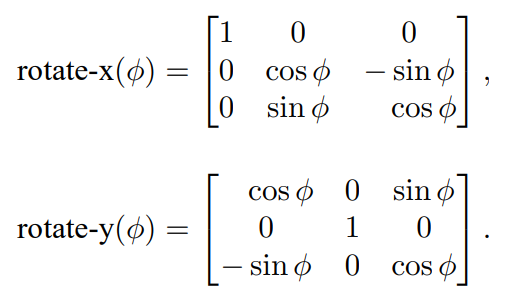 1 0 0
rotate-x(ϕ) = 0 cos ϕ − sin ϕ ,
0 sin ϕ cos ϕ
cos ϕ 0 sin ϕ
rotate-y(ϕ) = 0 1 0 .
− sin ϕ 0 cos ϕ